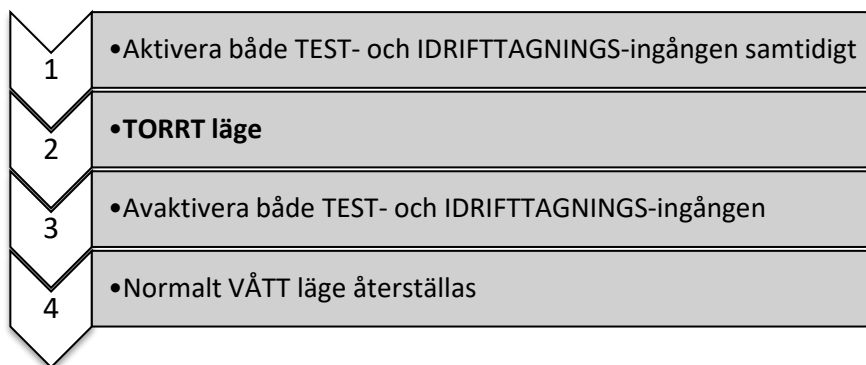 1 •Aktivera både TEST- och IDRIFTTAGNINGS-ingången samtidigt
2 •TORRT läge
3 •Avaktivera både TEST- och IDRIFTTAGNINGS-ingången
4 •Normalt VÅTT läge återställas